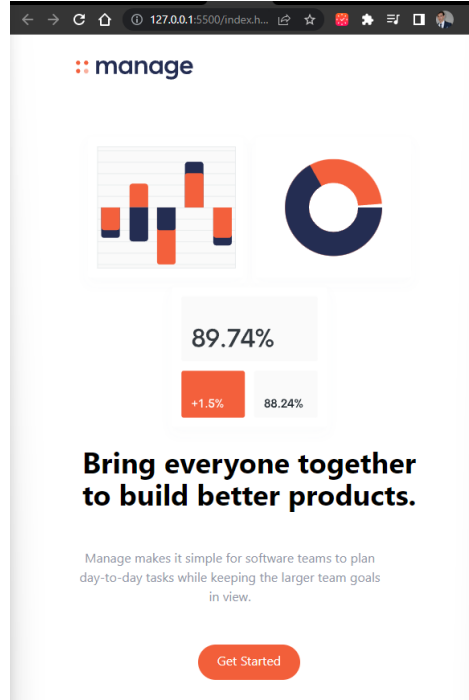 127.0.0.1:5500/index.h...
manage
89.74%
+1.5%
88.24%
Bring everyone together
to build better products.
Manage makes it simple for software teams to plan
day-to-day tasks while keeping the larger team goals
in view.
Get Started